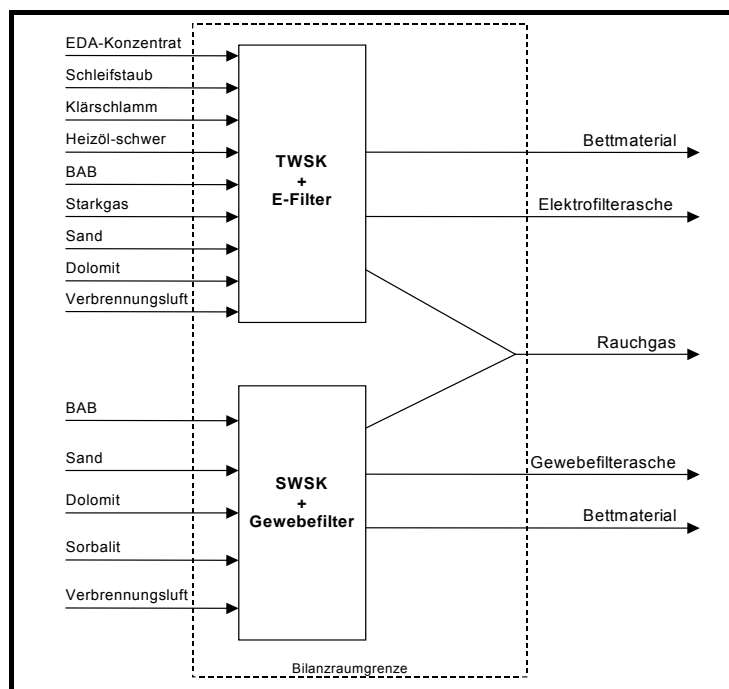 EDA-Konzentrat
Schleifstaub
Klärschlamm
Heizöl-schwer
BAB
Starkgas
Sand
Dolomit
Verbrennungsluft
TWSK
+
E-Filter
Bettmaterial
Elektrofilterasche
Rauchgas
BAB
Sand
Dolomit
Sorbalit
Verbrennungsluft
SWSK
+
Gewebefilter
Gewebefilterasche
Bettmaterial
Bilanzraumgrenze